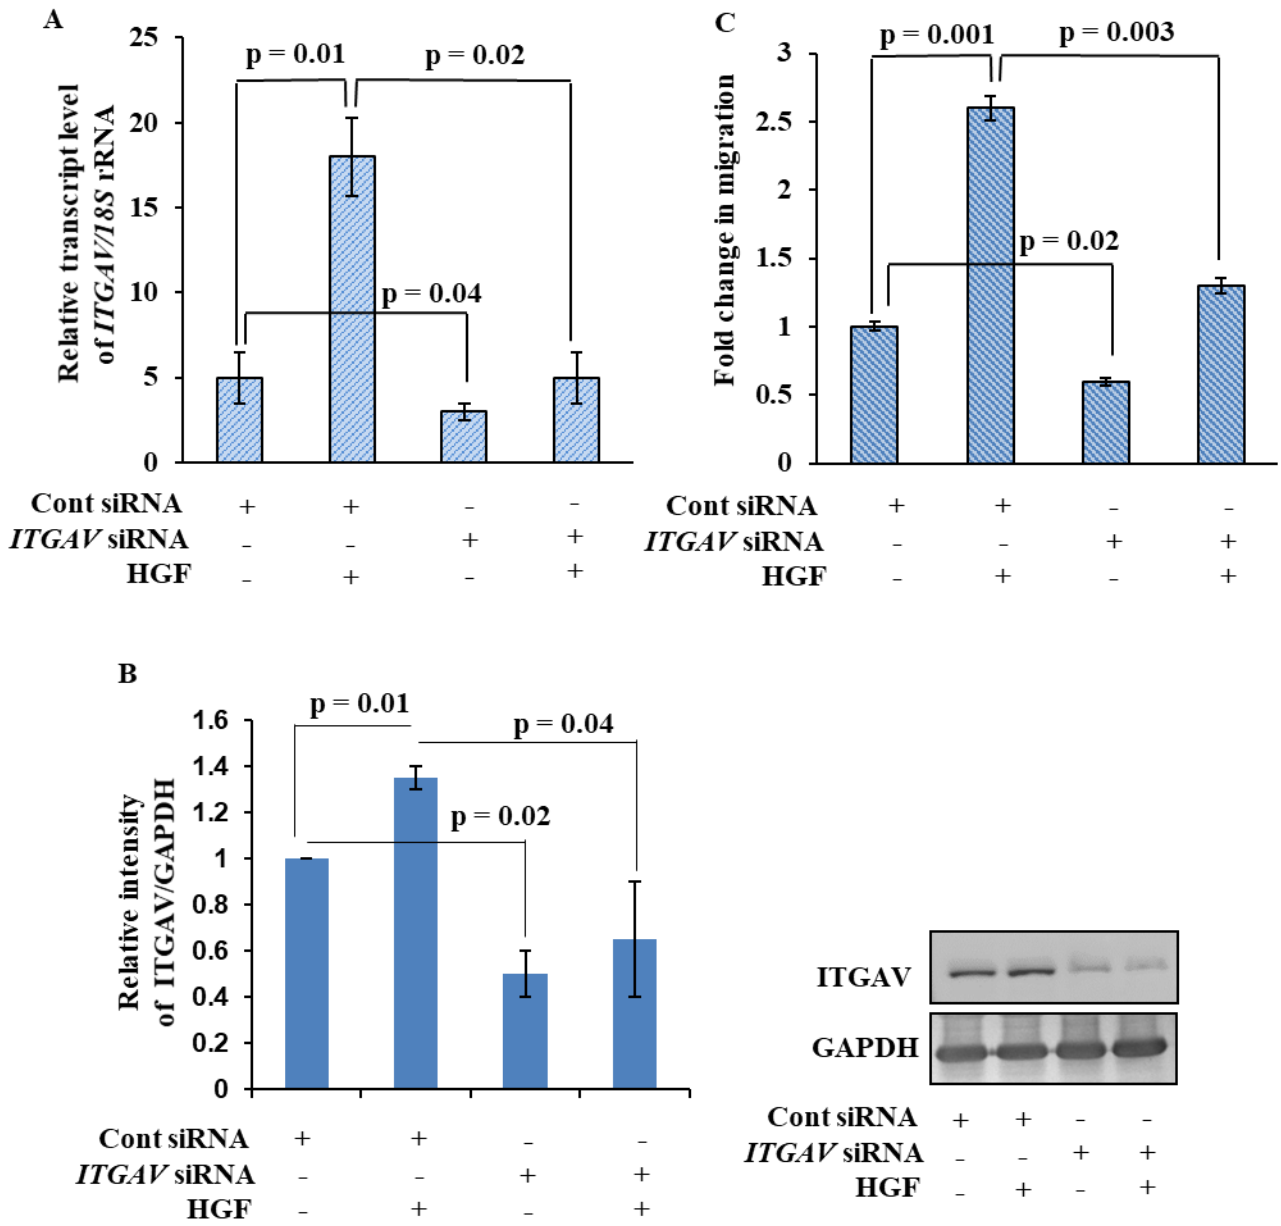 A
p = 0.01 p = 0.02
p = 0.04
25
20
15
10
5
0
Relative transcript level
of ITGAV/18S rRNA
Cont siRNA + + - -
ITGAV siRNA - - + +
HGF - + - +
C
p = 0.001 p = 0.003
p = 0.02
3
2.5
2
1.5
1
0.5
0
Fold change in migration
Cont siRNA + + - -
ITGAV siRNA - - + +
HGF - + - +
B
p = 0.01
p = 0.04
p = 0.02
1.6
1.4
1.2
1
0.8
0.6
0.4
0.2
0
Relative intensity
of ITGAV/GAPDH
Cont siRNA + + - -
ITGAV siRNA - - + +
HGF - + - +
ITGAV
GAPDH
Cont siRNA + + - -
ITGAV siRNA - - + +
HGF - + - +